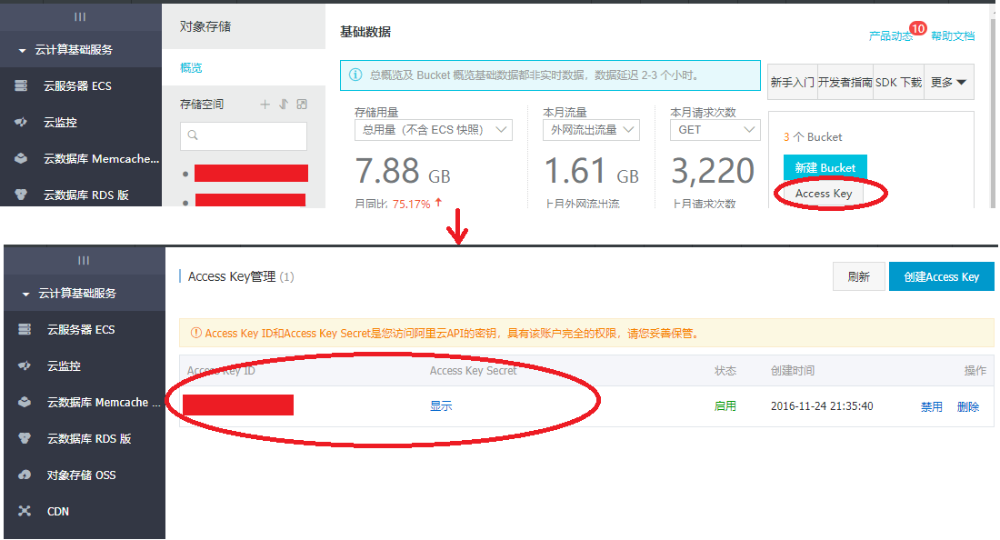 对象存储
基础数据
云计算基础服务
产品动态 10 帮助文档
概览
总概览及 Bucket 概览基础数据都非实时数据，数据延迟 2-3 个小时。
云服务器 ECS
新手入门 开发者指南 SDK 下载 更多
存储空间
存储用量 本月流量 本月请求次数
云监控
总用量（不含 ECS 快照） 外网流出流量 GET
3 个 Bucket
云数据库 Memcache...
7.88 GB 1.61 GB 3,220
新建 Bucket
云数据库 RDS 版
Access Key
月同比 75.17% 上月外网流出流 上月请求次数
Access Key管理 (1)
刷新 创建Access Key
云计算基础服务
云服务器 ECS
Access Key ID和Access Key Secret是您访问阿里云API的密钥，具有该账户完全的权限，请您妥善保管。
云监控
Access Key ID Access Key Secret 状态 创建时间 操作
云数据库 Memcache ...
显示 启用 2016-11-24 21:35:40 禁用 删除
云数据库 RDS 版
对象存储 OSS
CDN